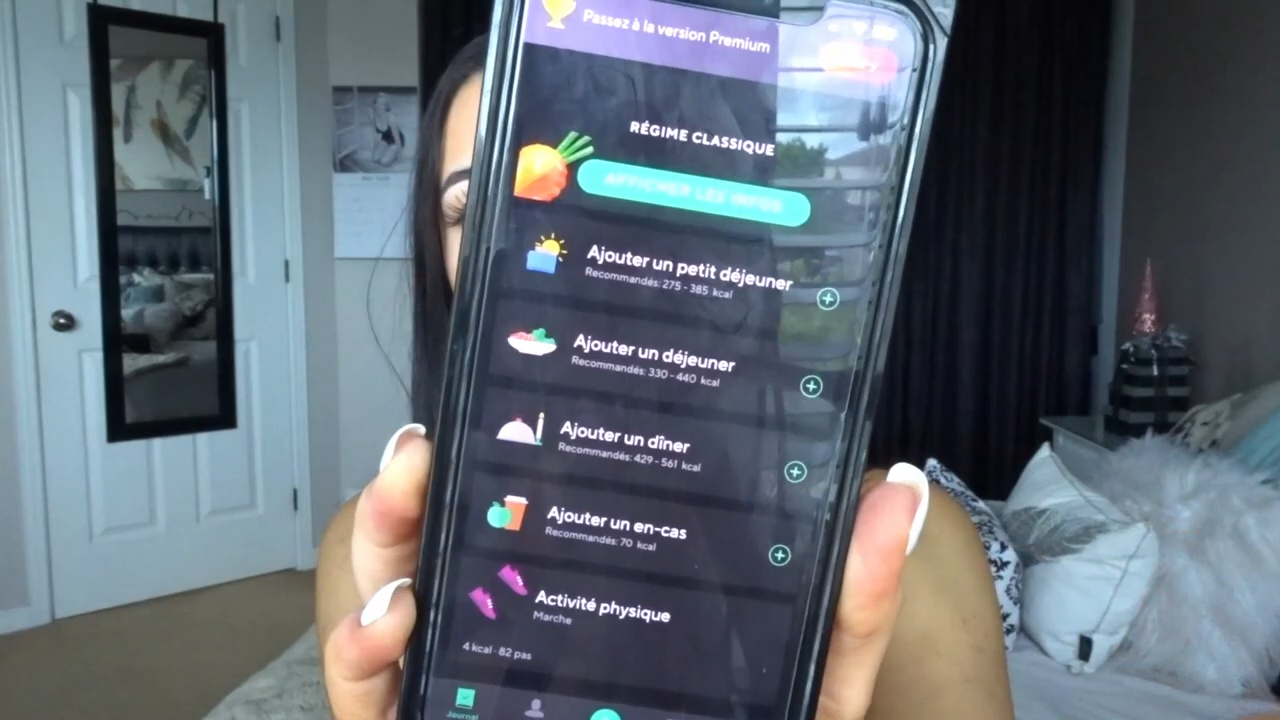 Passez à la version Premium
RÉGIME CLASSIQUE
AFFICHER LES INFOS
Ajouter un petit déjeuner
Recommandés: 275 - 385 kcal
Ajouter un déjeuner
Recommandés: 330 - 440 kcal
Ajouter un dîner
Recommandés: 429 - 561 kcal
Ajouter un en-cas
Recommandés: 70 kcal
Activité physique
Marche
4 kcal · 82 pas
Journal